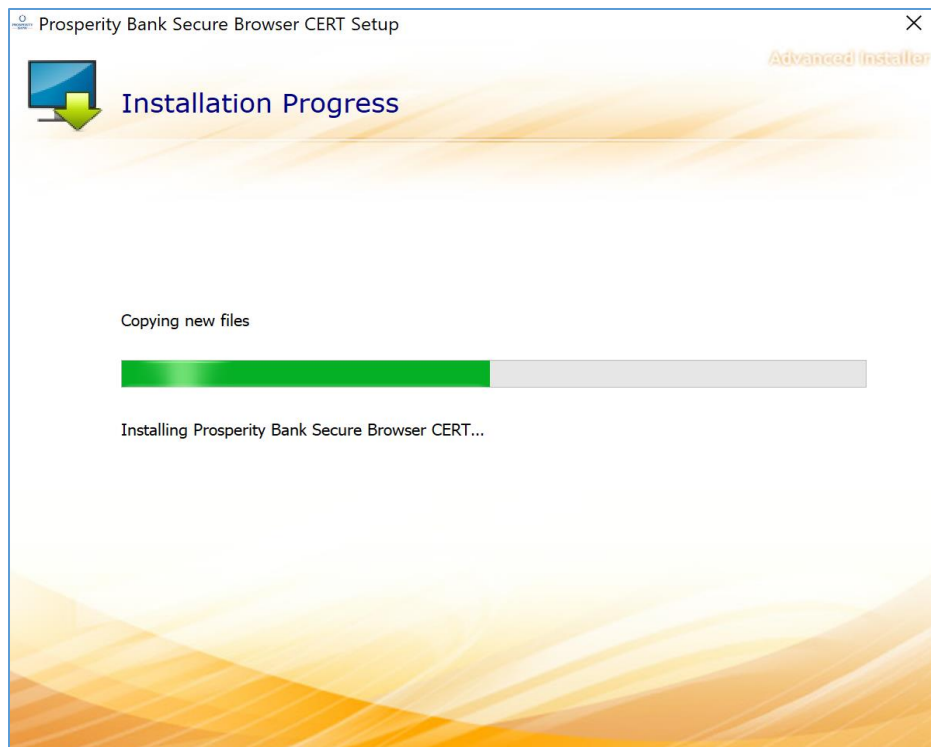 Prosperity Bank Secure Browser CERT Setup
Advanced Installer
Installation Progress
Copying new files
Installing Prosperity Bank Secure Browser CERT...